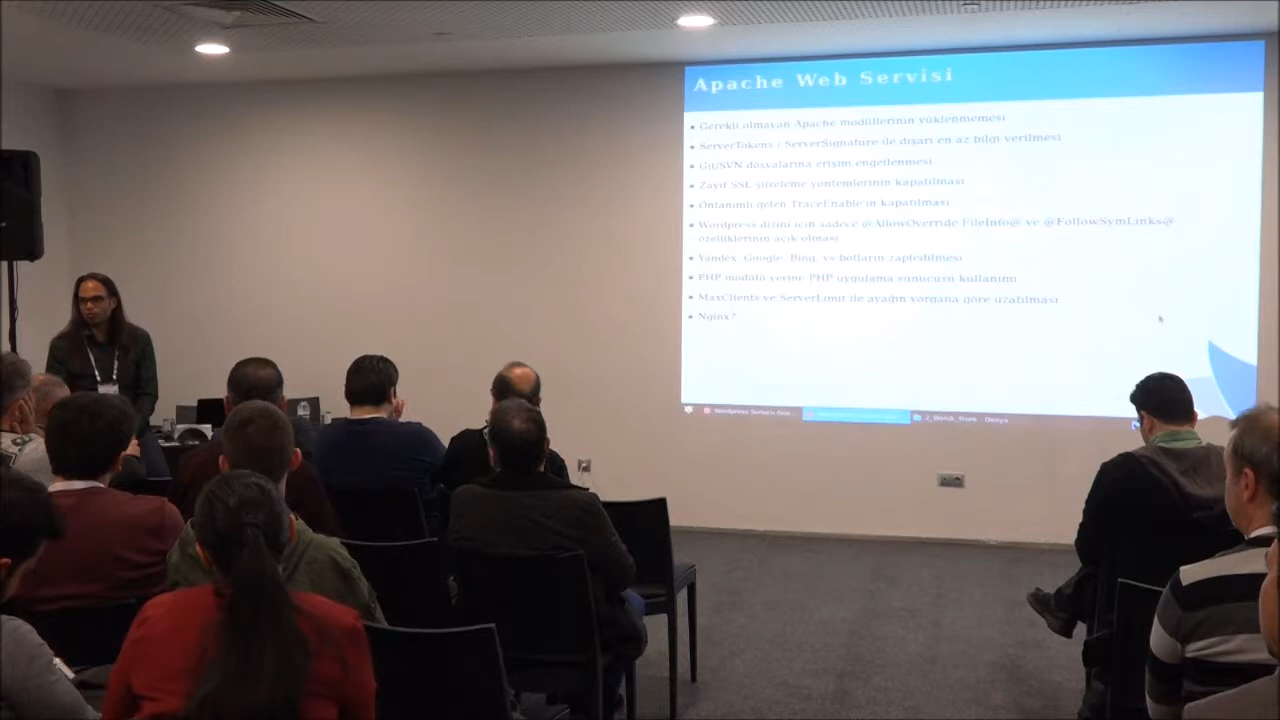 Apache Web Servisi
Gerekli olmayan Apache modüllerinin yüklenmemesi
ServerTokens / ServerSignature ile dışarı en az bilgi verilmesi
Git/SVN dosyalarına erişim engellenmesi
Zayıf SSL şifreleme yöntemlerinin kapatılması
Öntanımlı gelen TraceEnable'ın kapatılması
Wordpress dizini için sadece @AllowOverride FileInfo@ ve @FollowSymLinks@
özelliklerinin açık olması
Yandex, Google, Bing, vs botların zaptedilmesi
PHP modülü yerine PHP uygulama sunucusu kullanımı
MaxClients ve ServerLimit ile ayağın yorgana göre uzatılması
Nginx?
Wordpress Sunucu Güv